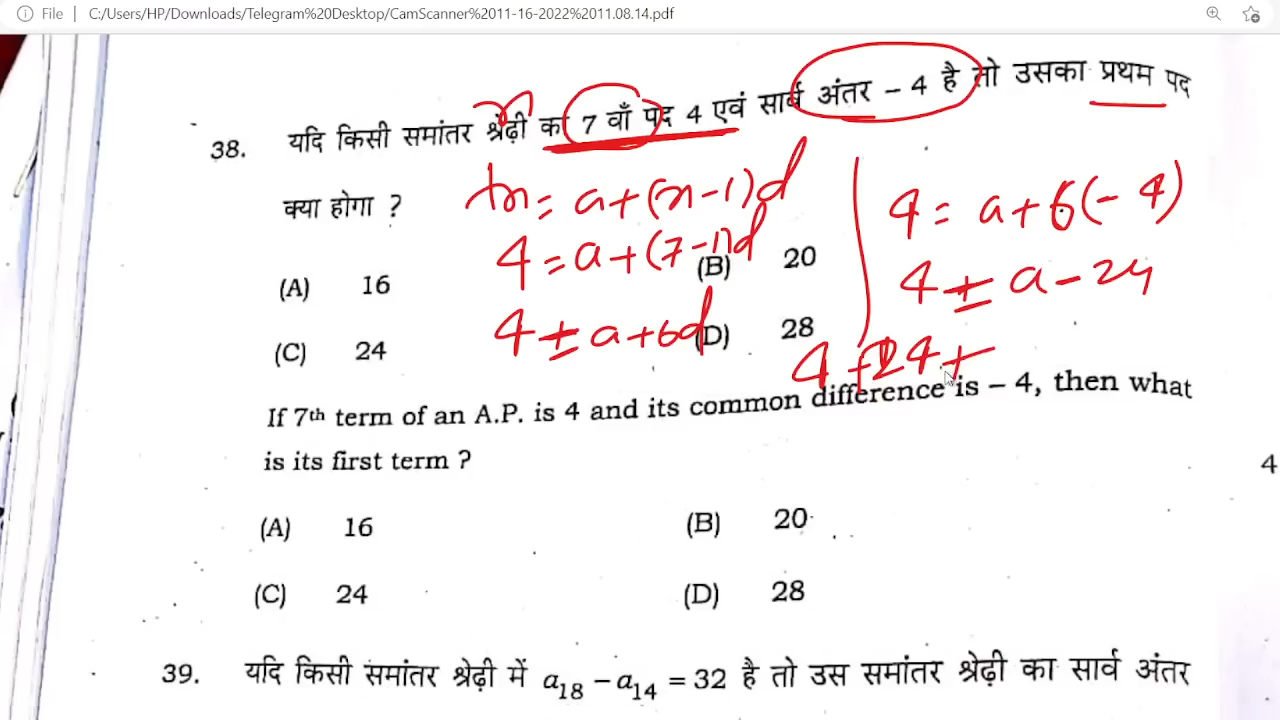 File | C:/Users/HP/Downloads/Telegram%20Desktop/CamScanner%2011-16-2022%2011.08.14.pdf
38. यदि किसी समांतर श्रेढ़ी का 7 वाँ पद 4 एवं सार्व अंतर – 4 है तो उसका प्रथम पद
क्या होगा ?
n
tn = a+(n-1)d
4 = a+(7-1)d
4 = a+6d
4 = a+6(-4)
4 = a-24
4+24=
(A) 16 (B) 20
(C) 24 (D) 28
If 7th term of an A.P. is 4 and its common difference is – 4, then what
is its first term ?
4
(A) 16 (B) 20
(C) 24 (D) 28
39. यदि किसी समांतर श्रेढ़ी में a18 – a14 = 32 है तो उस समांतर श्रेढ़ी का सार्व अंतर